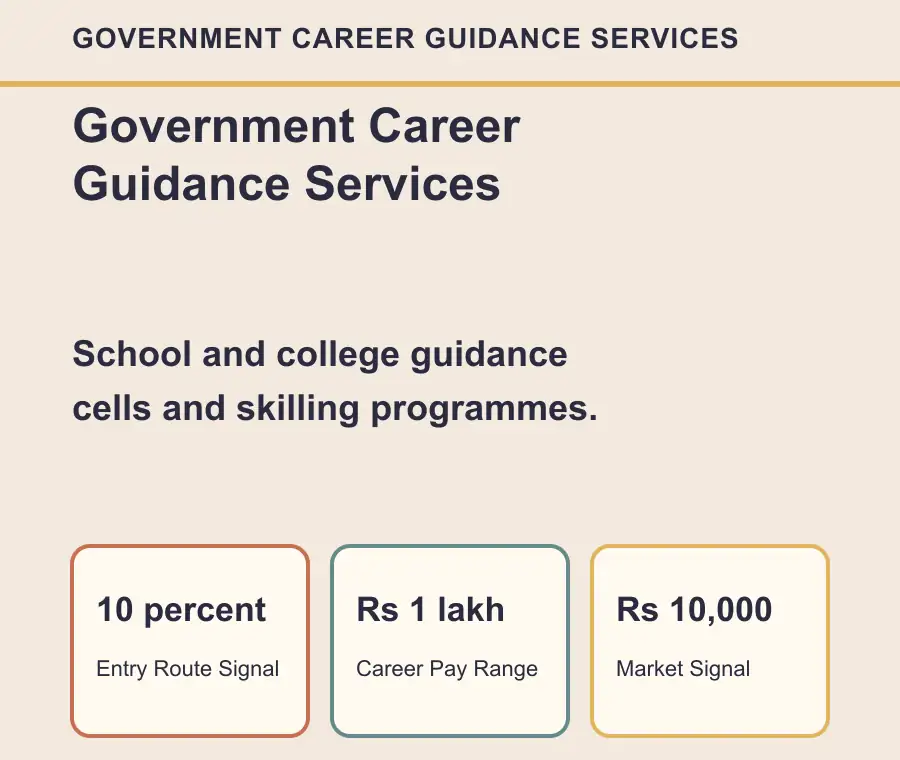 GOVERNMENT CAREER GUIDANCE SERVICES
Government Career
Guidance Services
School and college guidance
cells and skilling programmes.
10 percent
Entry Route Signal
Rs 1 lakh
Career Pay Range
Rs 10,000
Market Signal